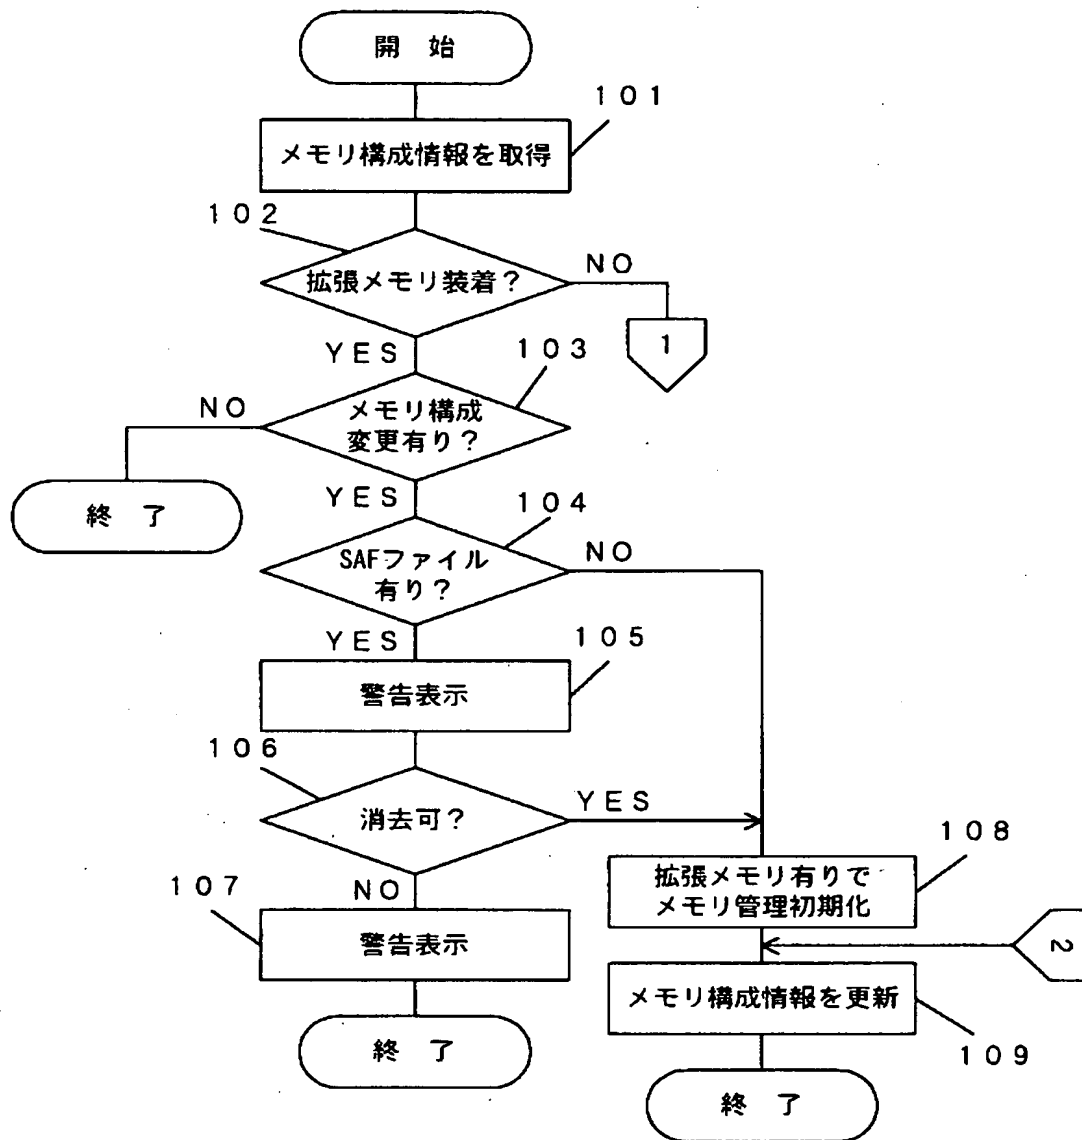 開 始
１０１
メモリ構成情報を取得
１０２
拡張メモリ装着？
ＮＯ
１
ＹＥＳ
１０３
メモリ構成
変更有り？
ＮＯ
終 了
ＹＥＳ
１０４
SAFファイル
有り？
ＮＯ
ＹＥＳ
１０５
警告表示
１０６
消去可？
ＹＥＳ
１０８
拡張メモリ有りで
メモリ管理初期化
１０７
ＮＯ
警告表示
２
メモリ構成情報を更新
１０９
終 了
終 了